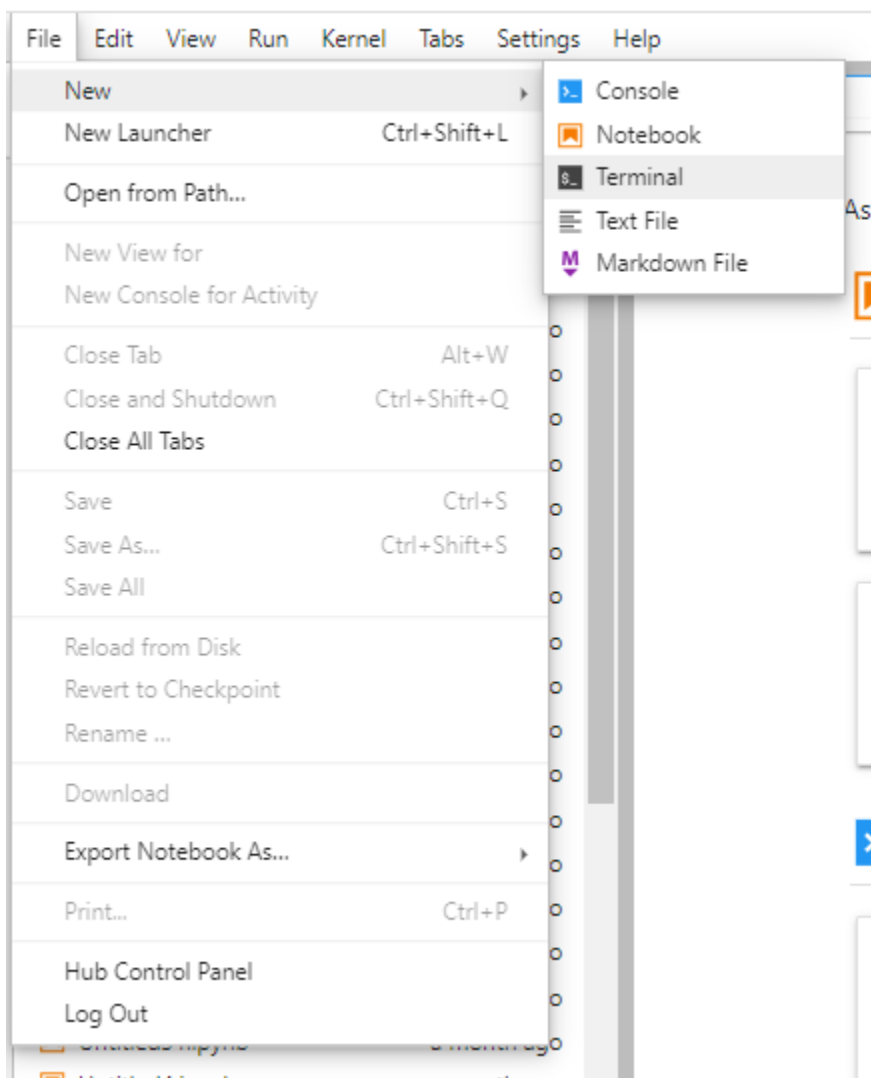 File Edit View Run Kernel Tabs Settings Help
New
New Launcher Ctrl+Shift+L
Open from Path...
New View for
New Console for Activity
Close Tab Alt+W
Close and Shutdown Ctrl+Shift+Q
Close All Tabs
Save Ctrl+S
Save As... Ctrl+Shift+S
Save All
Reload from Disk
Revert to Checkpoint
Rename ...
Download
Export Notebook As...
Print... Ctrl+P
Hub Control Panel
Log Out
Console
Notebook
Terminal
Text File
Markdown File